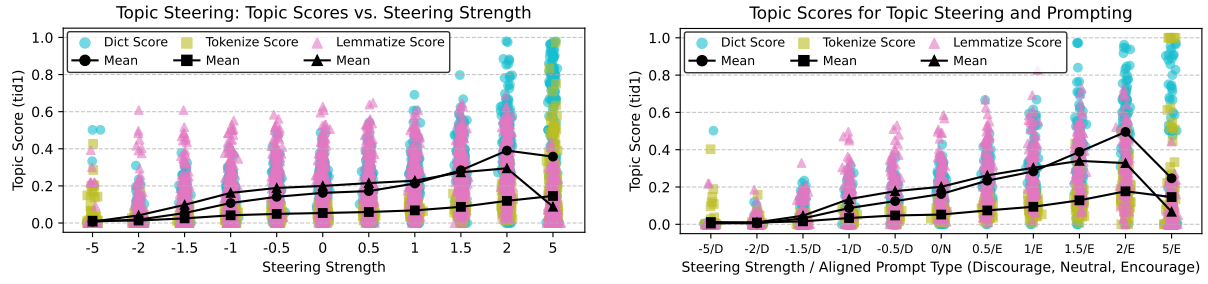 Topic Steering: Topic Scores vs. Steering Strength
Dict Score Tokenize Score Lemmatize Score
Mean Mean Mean
Topic Score (tid1)
1.0
0.8
0.6
0.4
0.2
0.0
-5 -2 -1.5 -1 -0.5 0 0.5 1 1.5 2 5
Steering Strength
Topic Scores for Topic Steering and Prompting
Dict Score Tokenize Score Lemmatize Score
Mean Mean Mean
Topic Score (tid1)
1.0
0.8
0.6
0.4
0.2
0.0
-5/D -2/D -1.5/D -1/D -0.5/D 0/N 0.5/E 1/E 1.5/E 2/E 5/E
Steering Strength / Aligned Prompt Type (Discourage, Neutral, Encourage)